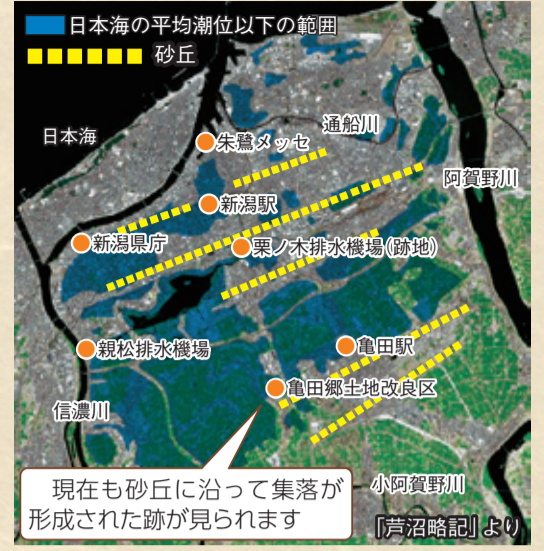 日本海の平均潮位以下の範囲
砂丘
日本海
通船川
朱鷺メッセ
阿賀野川
新潟駅
新潟県庁
栗ノ木排水機場(跡地)
親松排水機場
亀田駅
亀田郷土地改良区
信濃川
現在も砂丘に沿って集落が
形成された跡が見られます
小阿賀野川
「芦沼略記」より